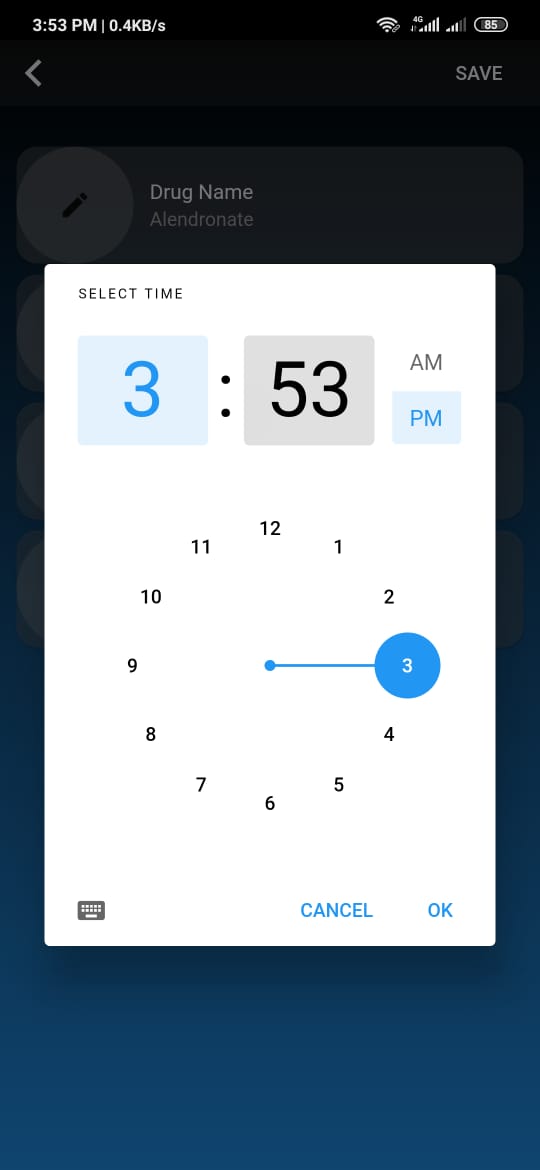 3:53 PM | 0.4KB/s 4G 85
SAVE
Drug Name
Alendronate
SELECT TIME
3 : 53
AM
PM
12
11 1
10 2
9 3
8 4
7 5
6
CANCEL OK